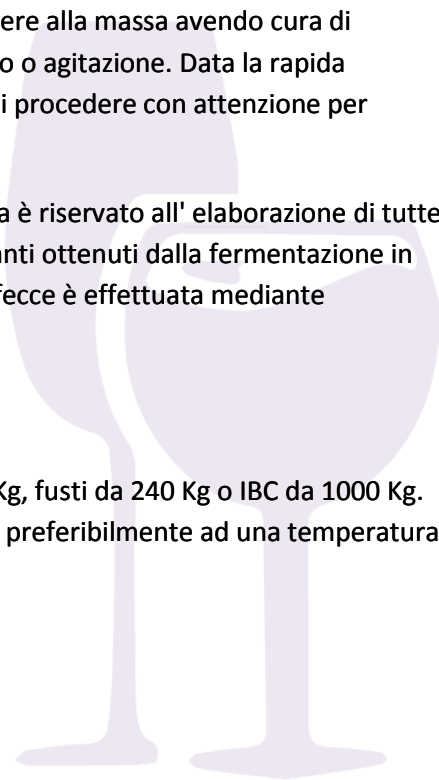 ere alla massa avendo cura di
o o agitazione. Data la rapida
i procedere con attenzione per
a è riservato all' elaborazione di tutte
nti ottenuti dalla fermentazione in
fecce è effettuata mediante
Kg, fusti da 240 Kg o IBC da 1000 Kg.
preferibilmente ad una temperatura